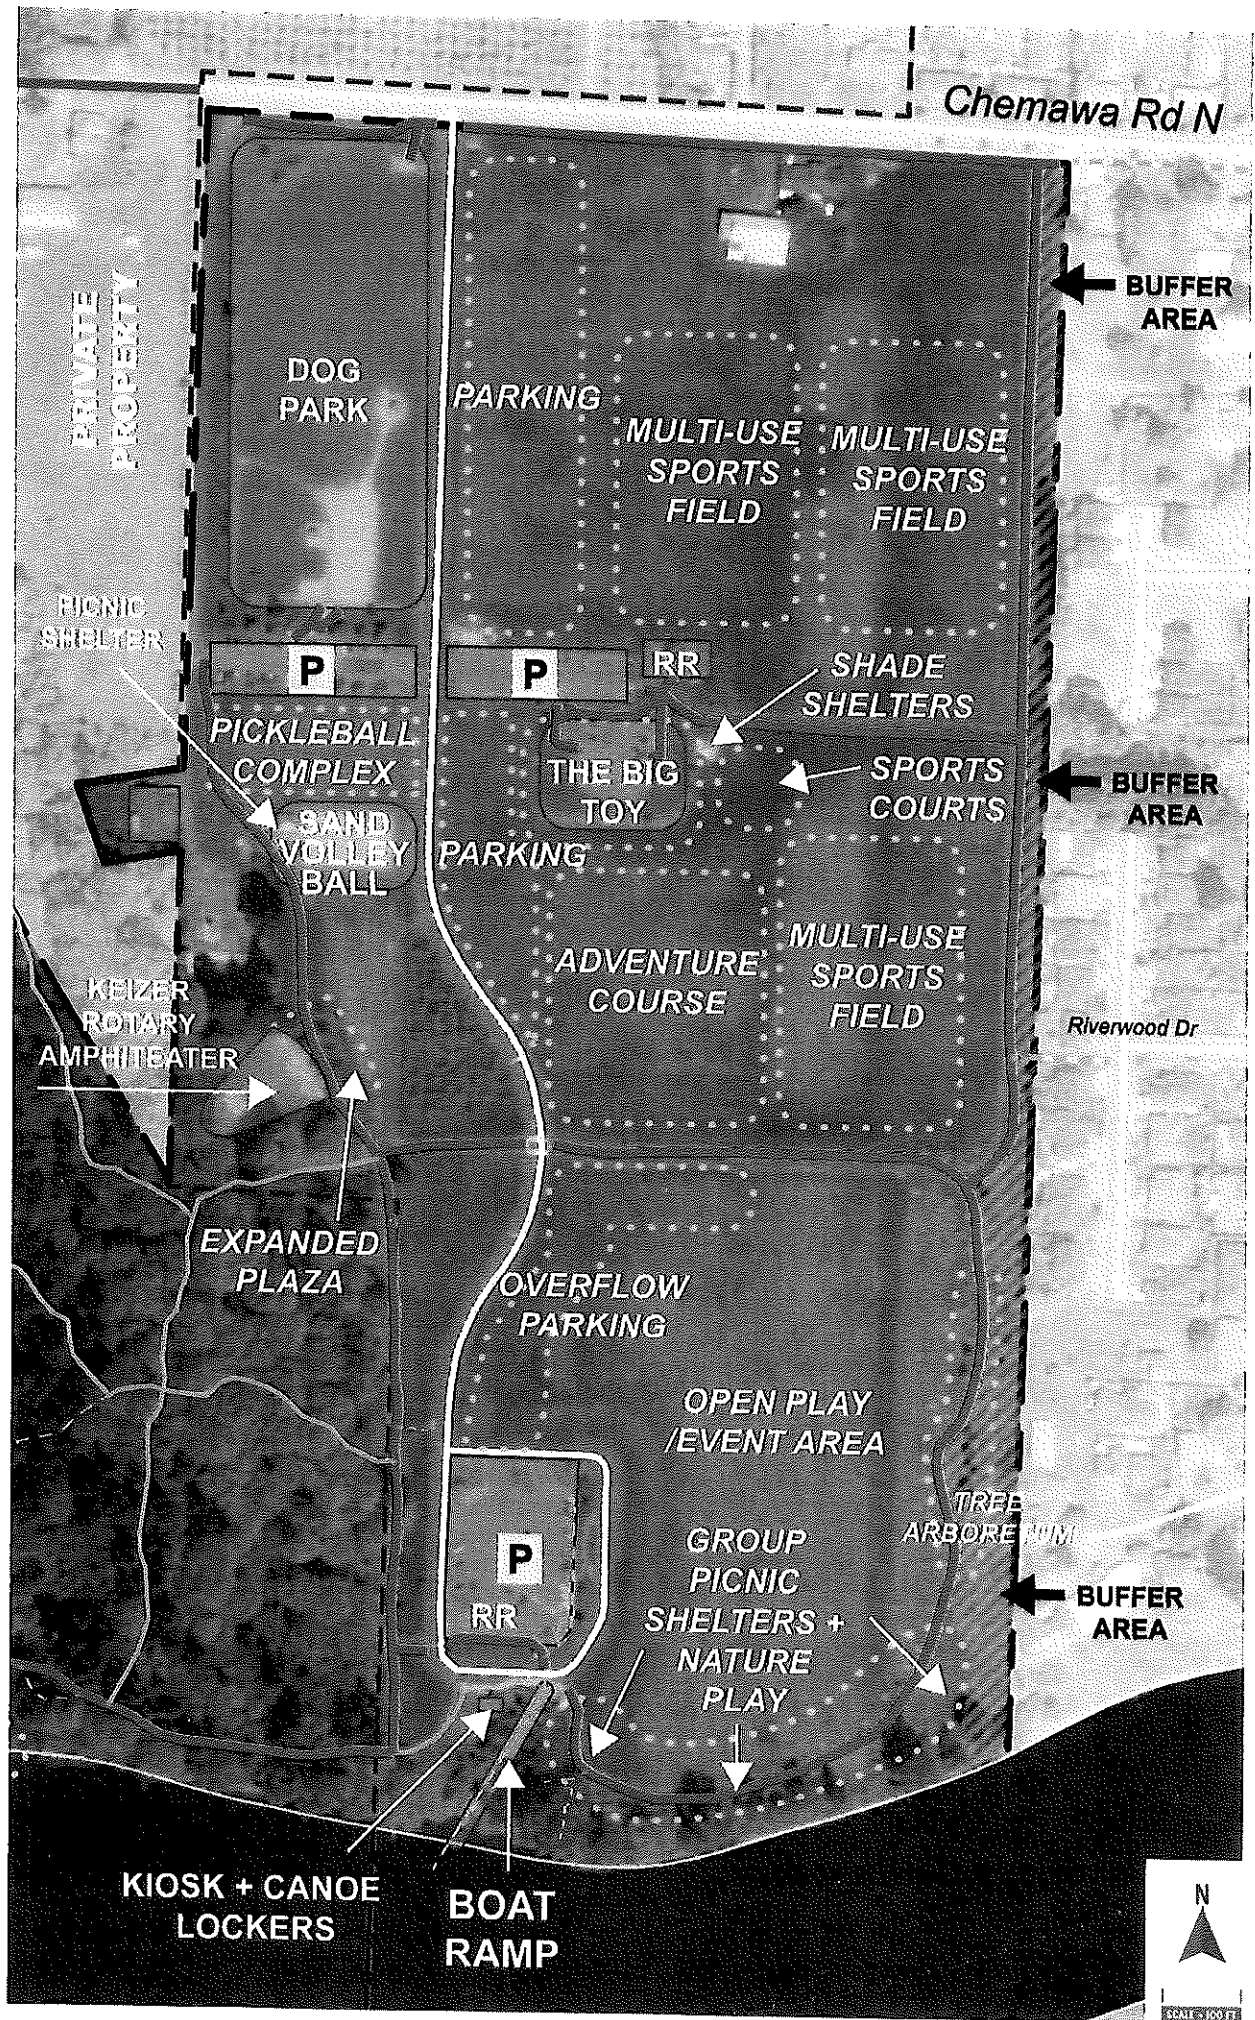 Chemawa Rd N
BUFFER
AREA
PRIVATE
PROPERTY
DOG
PARK
PARKING
MULTI-USE
SPORTS
FIELD
MULTI-USE
SPORTS
FIELD
PICNIC
SHELTER
P
P
RR
SHADE
SHELTERS
PICKLEBALL
COMPLEX
THE BIG
TOY
SPORTS
COURTS
BUFFER
AREA
SAND
VOLLEY
BALL
PARKING
ADVENTURE
COURSE
MULTI-USE
SPORTS
FIELD
KEIZER
ROTARY
AMPHITEATER
Riverwood Dr
EXPANDED
PLAZA
OVERFLOW
PARKING
OPEN PLAY
/EVENT AREA
TREE
ARBORETUM
P
RR
GROUP
PICNIC
SHELTERS +
NATURE
PLAY
BUFFER
AREA
KIOSK + CANOE
LOCKERS
BOAT
RAMP
N
SCALE = 100 FT